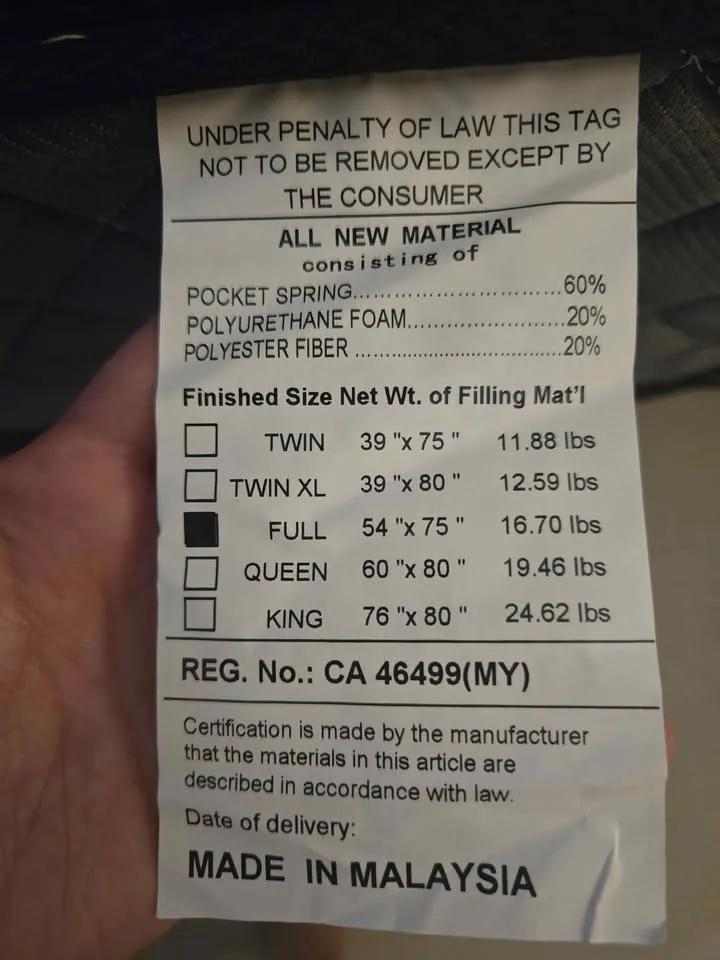 UNDER PENALTY OF LAW THIS TAG
NOT TO BE REMOVED EXCEPT BY
THE CONSUMER
ALL NEW MATERIAL
consisting of
POCKET SPRING..................................60%
POLYURETHANE FOAM.........................20%
POLYESTER FIBER ................................20%
Finished Size Net Wt. of Filling Mat'l
TWIN 39 "x 75 " 11.88 lbs
TWIN XL 39 "x 80 " 12.59 lbs
FULL 54 "x 75 " 16.70 lbs
QUEEN 60 "x 80 " 19.46 lbs
KING 76 "x 80 " 24.62 lbs
REG. No.: CA 46499(MY)
Certification is made by the manufacturer
that the materials in this article are
described in accordance with law.
Date of delivery:
MADE IN MALAYSIA